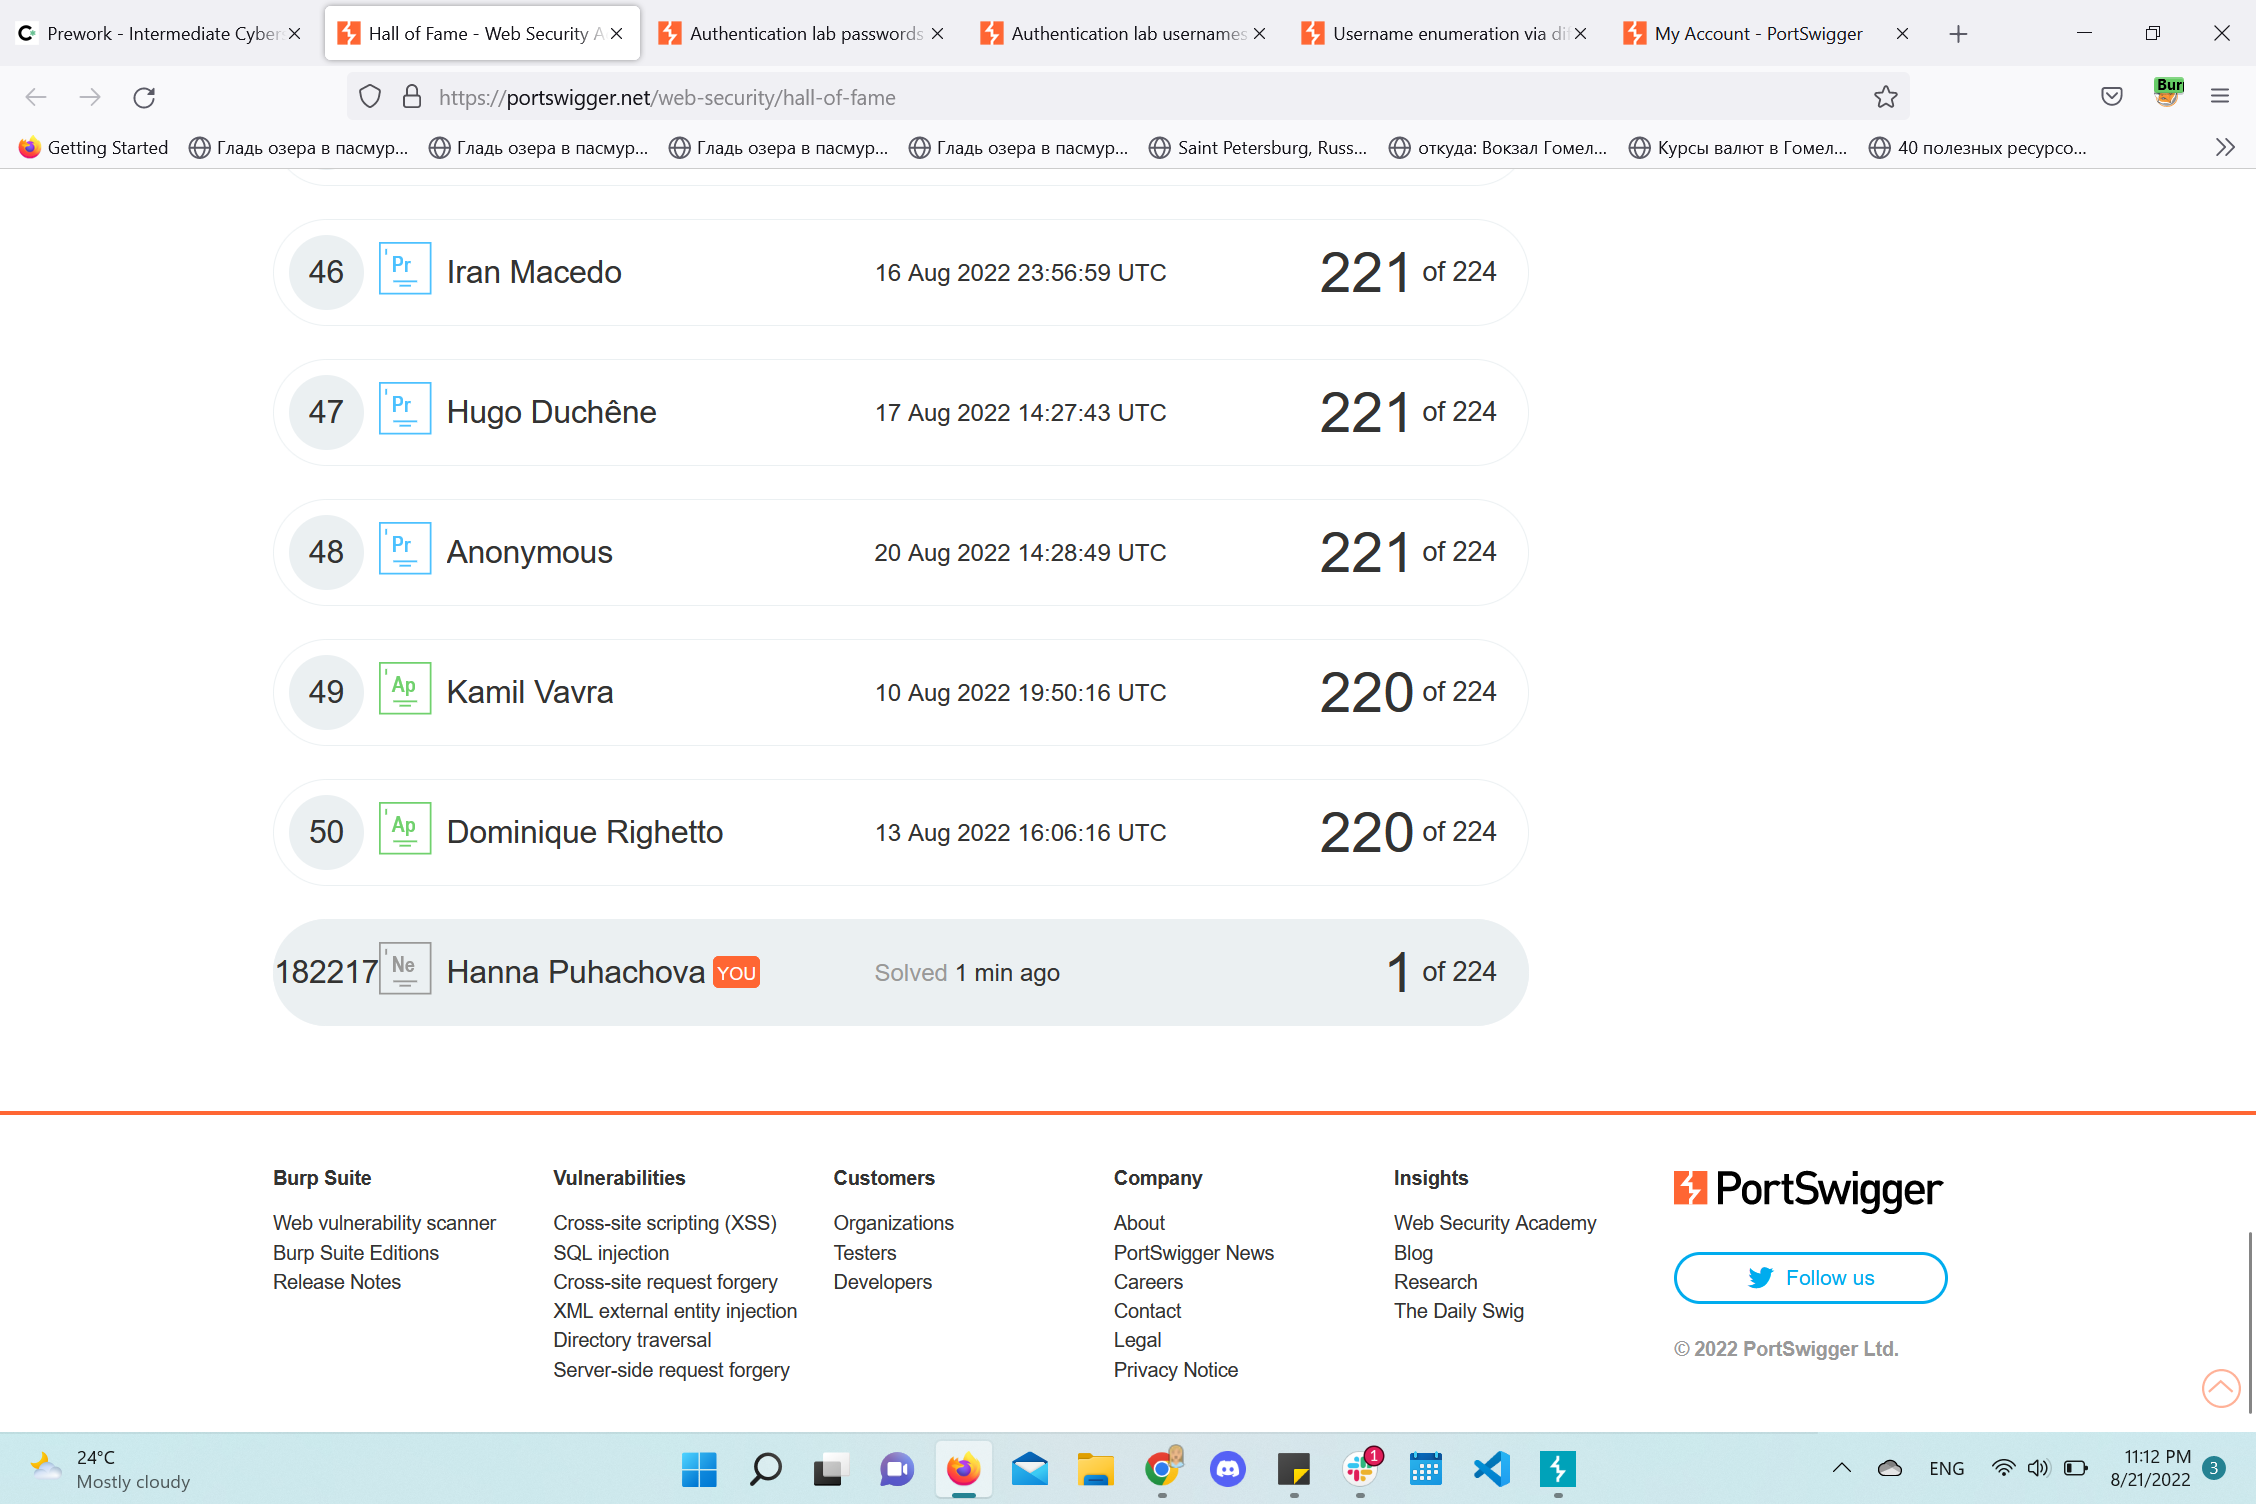 Prework - Intermediate Cyber
Hall of Fame - Web Security A
Authentication lab passwords
Authentication lab usernames
Username enumeration via dif
My Account - PortSwigger
https://portswigger.net/web-security/hall-of-fame
Bur
Getting Started
Гладь озера в пасмур...
Гладь озера в пасмур...
Гладь озера в пасмур...
Гладь озера в пасмур...
Saint Petersburg, Russ...
откуда: Вокзал Гомел...
Курсы валют в Гомел...
40 полезных ресурсо...
46 Pr Iran Macedo 16 Aug 2022 23:56:59 UTC 221 of 224
47 Pr Hugo Duchêne 17 Aug 2022 14:27:43 UTC 221 of 224
48 Pr Anonymous 20 Aug 2022 14:28:49 UTC 221 of 224
49 Ap Kamil Vavra 10 Aug 2022 19:50:16 UTC 220 of 224
50 Ap Dominique Righetto 13 Aug 2022 16:06:16 UTC 220 of 224
182217 Ne Hanna Puhachova YOU Solved 1 min ago 1 of 224
Burp Suite
Web vulnerability scanner
Burp Suite Editions
Release Notes
Vulnerabilities
Cross-site scripting (XSS)
SQL injection
Cross-site request forgery
XML external entity injection
Directory traversal
Server-side request forgery
Customers
Organizations
Testers
Developers
Company
About
PortSwigger News
Careers
Contact
Legal
Privacy Notice
Insights
Web Security Academy
Blog
Research
The Daily Swig
PortSwigger
Follow us
© 2022 PortSwigger Ltd.
24°C
Mostly cloudy
1
ENG
11:12 PM
8/21/2022
3